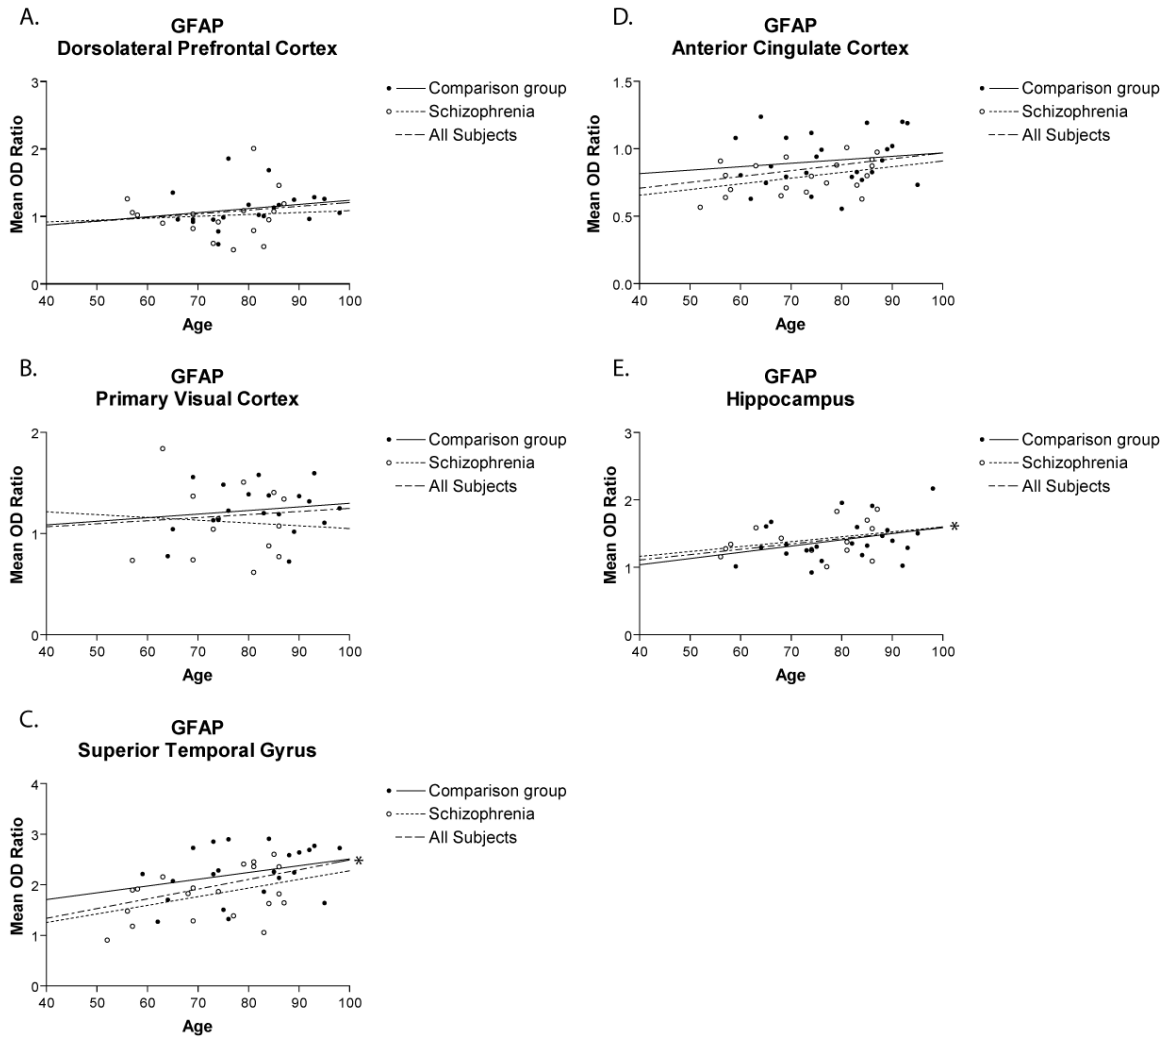 A.
GFAP
Dorsolateral Prefrontal Cortex
Mean OD Ratio
3
2
1
0
40 50 60 70 80 90 100
Age
Comparison group
Schizophrenia
All Subjects
B.
GFAP
Primary Visual Cortex
Mean OD Ratio
2
1
0
40 50 60 70 80 90 100
Age
Comparison group
Schizophrenia
All Subjects
C.
GFAP
Superior Temporal Gyrus
Mean OD Ratio
4
3
2
1
0
40 50 60 70 80 90 100
Age
Comparison group
Schizophrenia
All Subjects
*
D.
GFAP
Anterior Cingulate Cortex
Mean OD Ratio
1.5
1.0
0.5
0.0
40 50 60 70 80 90 100
Age
Comparison group
Schizophrenia
All Subjects
E.
GFAP
Hippocampus
Mean OD Ratio
3
2
1
0
40 50 60 70 80 90 100
Age
Comparison group
Schizophrenia
All Subjects
*